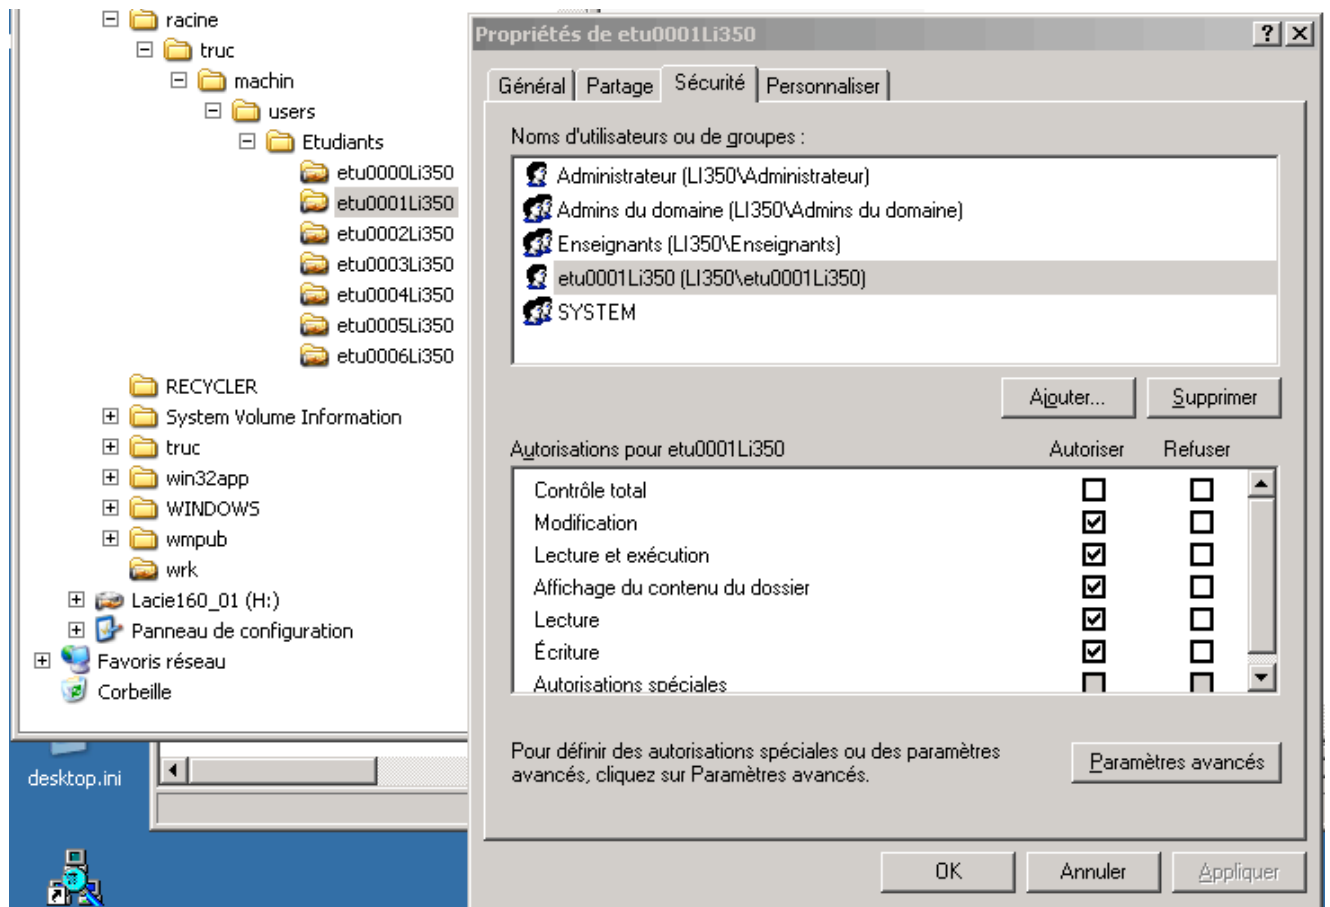 racine
truc
machin
users
Etudiants
etu0000Li350
etu0001Li350
etu0002Li350
etu0003Li350
etu0004Li350
etu0005Li350
etu0006Li350
RECYCLER
System Volume Information
truc
win32app
WINDOWS
wmpub
wrk
Lacie160_01 (H:)
Panneau de configuration
Favoris réseau
Corbeille
desktop.ini
Propriétés de etu0001Li350
Général Partage Sécurité Personnaliser
Noms d'utilisateurs ou de groupes :
Administrateur (LI350\Administrateur)
Admins du domaine (LI350\Admins du domaine)
Enseignants (LI350\Enseignants)
etu0001Li350 (LI350\etu0001Li350)
SYSTEM
Ajouter... Supprimer
Autorisations pour etu0001Li350 Autoriser Refuser
Contrôle total
Modification
Lecture et exécution
Affichage du contenu du dossier
Lecture
Écriture
Autorisations spéciales
Pour définir des autorisations spéciales ou des paramètres
avancés, cliquez sur Paramètres avancés.
Paramètres avancés
OK Annuler Appliquer